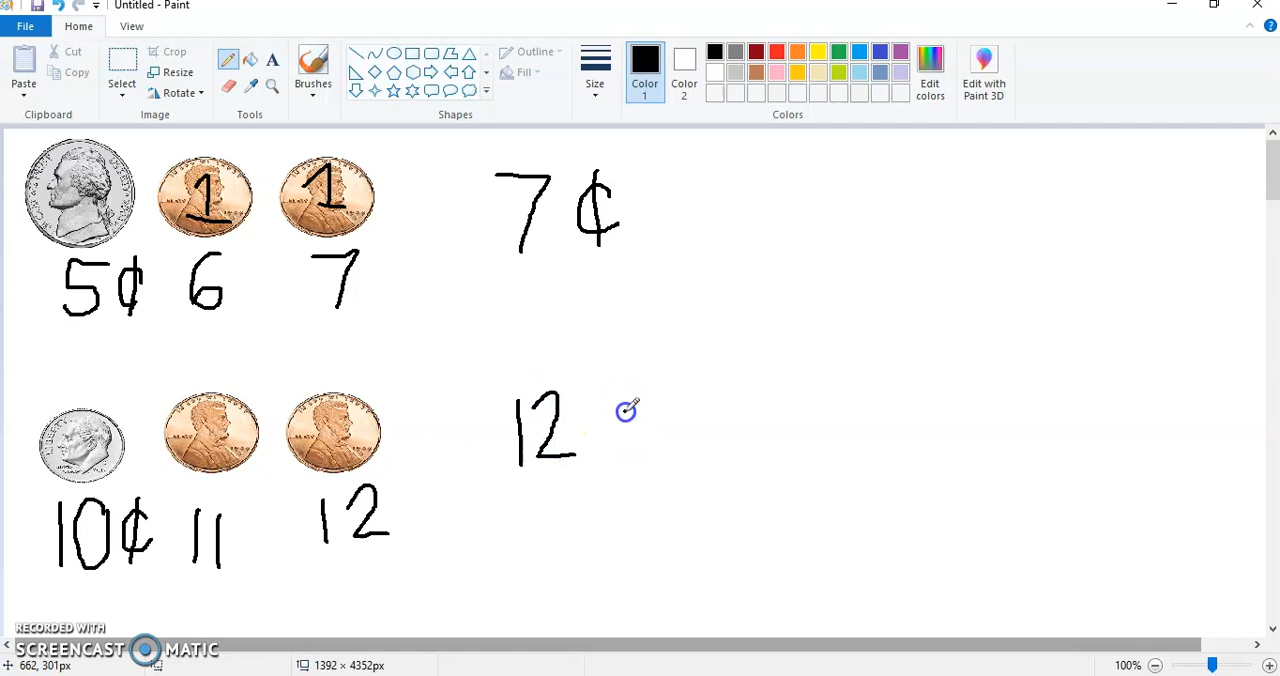 Untitled - Paint
File Home View
Paste
Cut
Copy
Clipboard
Select
Crop
Resize
Rotate
Image
A
Tools
Brushes
Shapes
Outline
Fill
Size
Color 1
Color 2
Edit colors
Colors
Edit with Paint 3D
1 1
7 ¢
5¢ 6 7
12
10¢ 11 12
RECORDED WITH
SCREENCAST MATIC
662, 301px
1392 × 4352px
100%